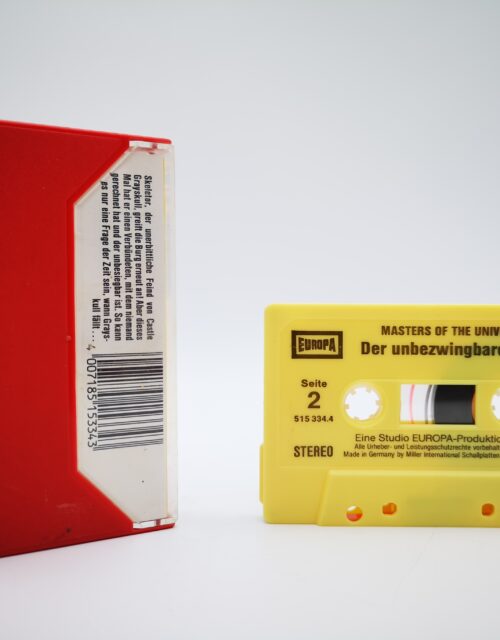 Skeletor, der unerbittliche Feind von Castle
Grayskull, greift die Burg erneut an! Aber dieses
Mal hat er einen Verbündeten, mit dem niemand
gerechnet hat und der unbesiegbar ist. So kann
es nur eine Frage der Zeit sein, wann Grays-
kull fällt...
4 007185 153343
MASTERS OF THE UNIV
EUROPA
Der unbezwingbar
Seite
2
515 334.4
STEREO
Eine Studio EUROPA-Produktio
Alle Urheber- und Leistungsschutzrechte vorbehalt
Made in Germany by Miller International Schallplatten